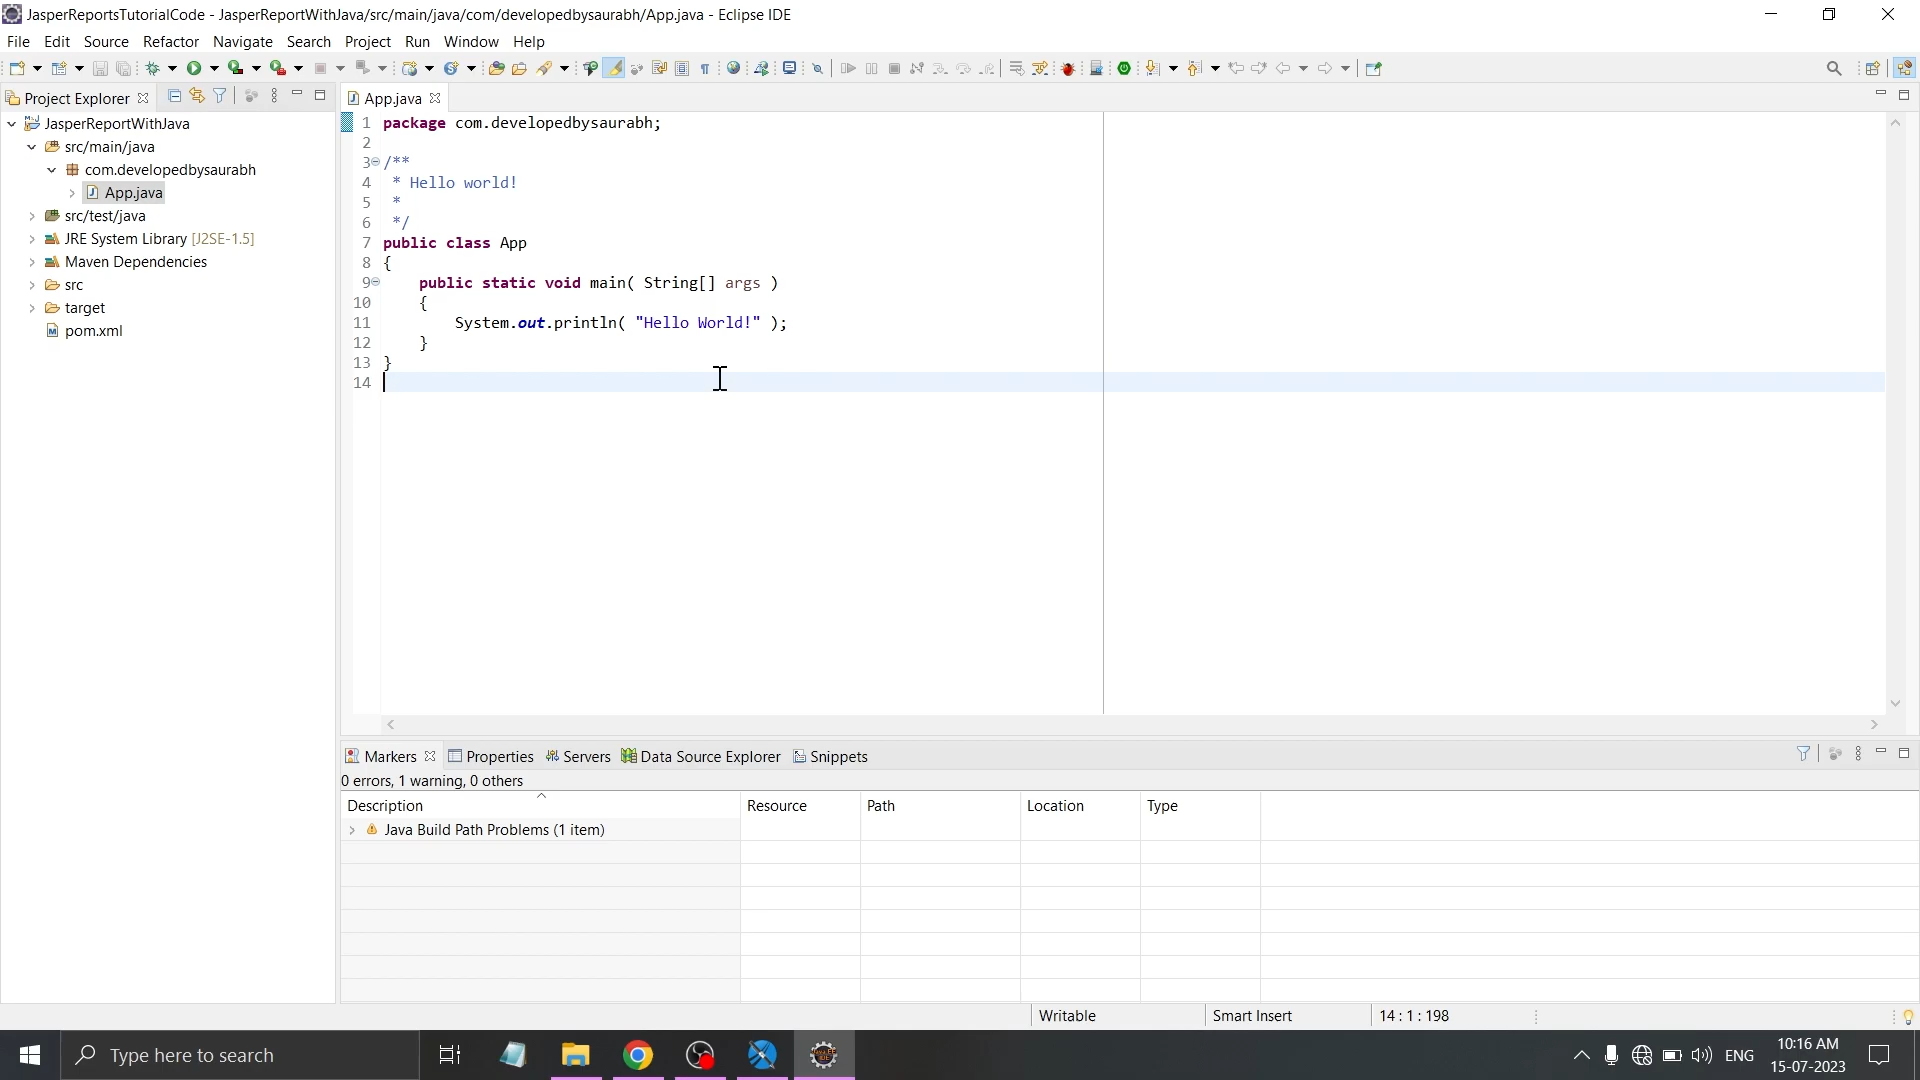 JasperReportsTutorialCode - JasperReportWithJava/src/main/java/com/developedbysaurabh/App.java - Eclipse IDE
File Edit Source Refactor Navigate Search Project Run Window Help
Project Explorer
JasperReportWithJava
src/main/java
com.developedbysaurabh
App.java
src/test/java
JRE System Library [J2SE-1.5]
Maven Dependencies
src
target
pom.xml
App.java
1 package com.developedbysaurabh;
2
3 /**
4 * Hello world!
5 *
6 */
7 public class App
8 {
9 public static void main( String[] args )
10 {
11 System.out.println( "Hello World!" );
12 }
13 }
14
Markers Properties Servers Data Source Explorer Snippets
0 errors, 1 warning, 0 others
Description Resource Path Location Type
Java Build Path Problems (1 item)
Writable Smart Insert 14 : 1 : 198
Type here to search
ENG
10:16 AM
15-07-2023